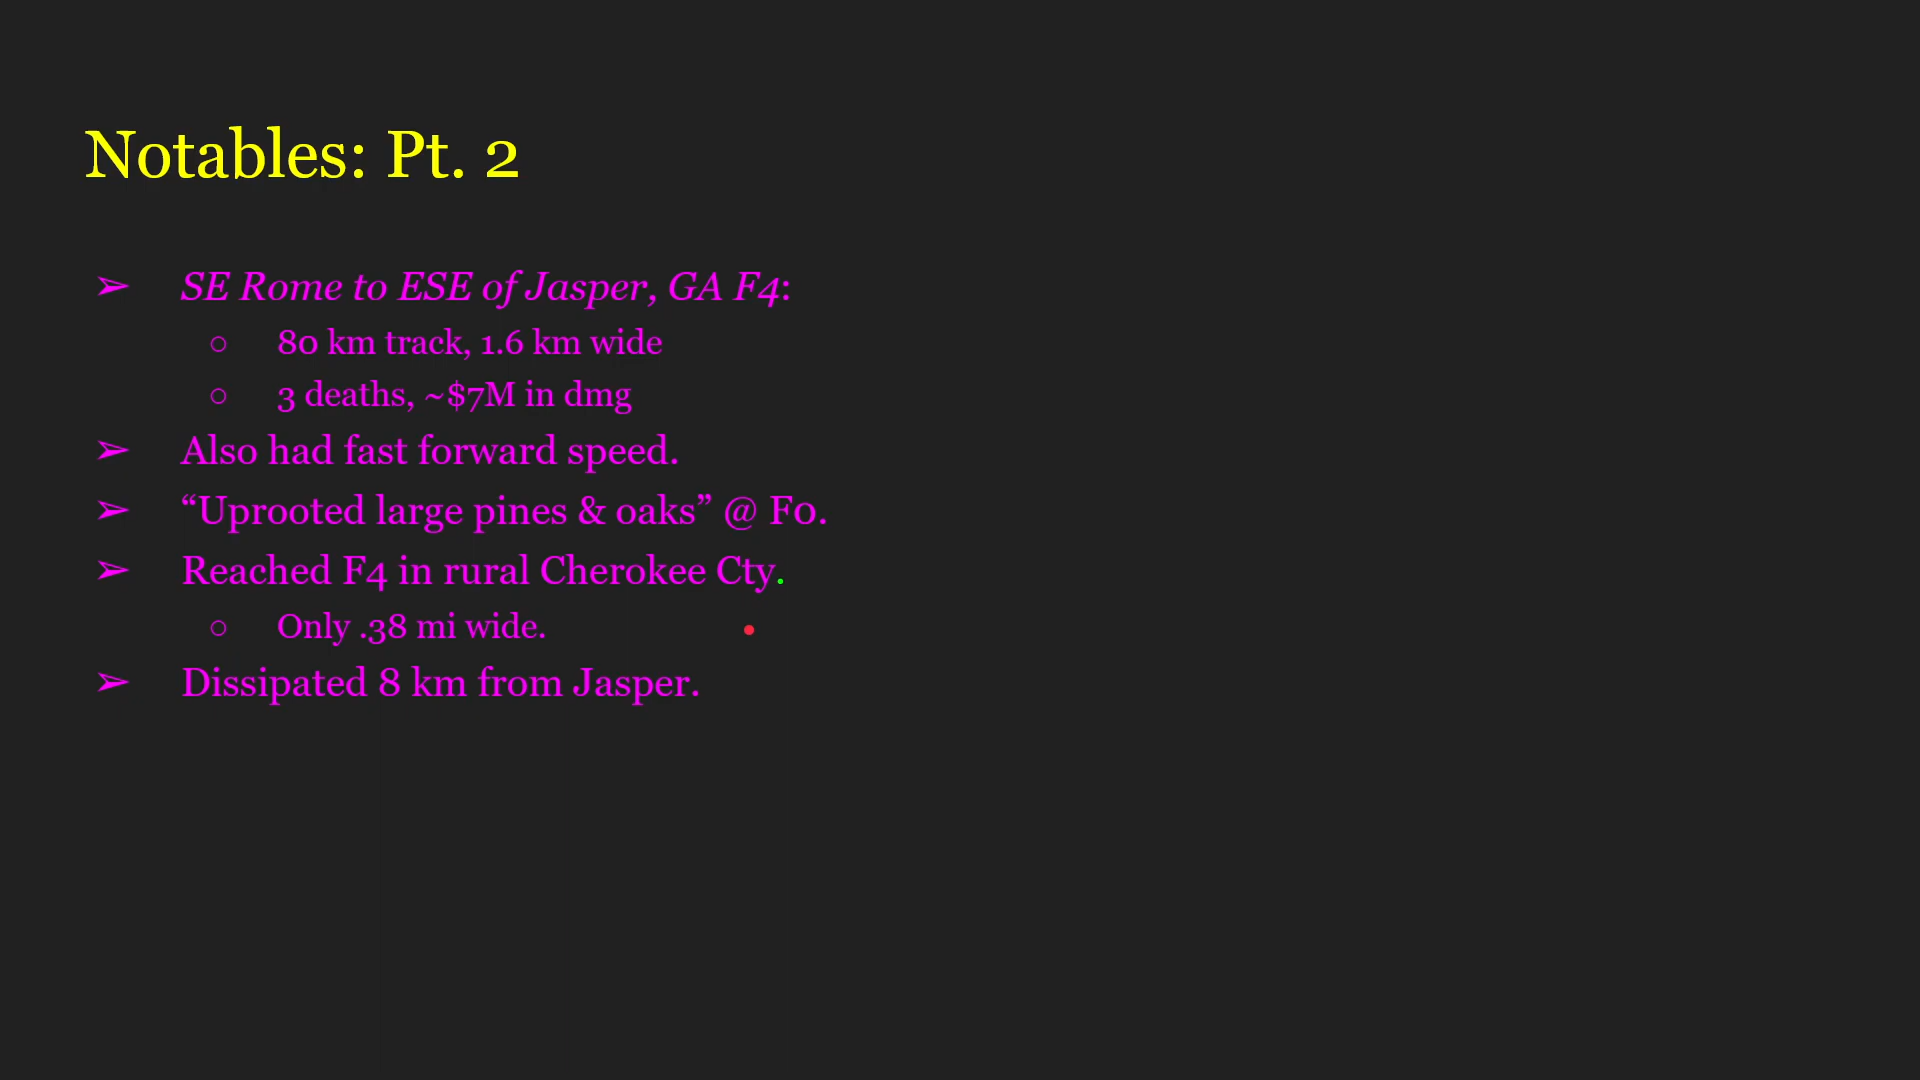 Notables: Pt. 2
➢ SE Rome to ESE of Jasper, GA F4:
○ 80 km track, 1.6 km wide
○ 3 deaths, ~$7M in dmg
➢ Also had fast forward speed.
➢ “Uprooted large pines & oaks” @ F0.
➢ Reached F4 in rural Cherokee Cty.
○ Only .38 mi wide.
➢ Dissipated 8 km from Jasper.